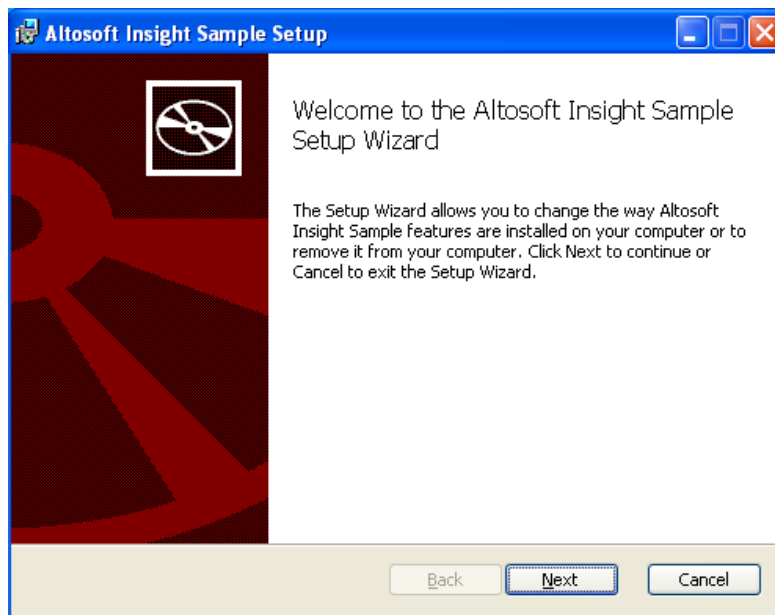 Altosoft Insight Sample Setup
Welcome to the Altosoft Insight Sample
Setup Wizard
The Setup Wizard allows you to change the way Altosoft
Insight Sample features are installed on your computer or to
remove it from your computer. Click Next to continue or
Cancel to exit the Setup Wizard.
Back Next Cancel